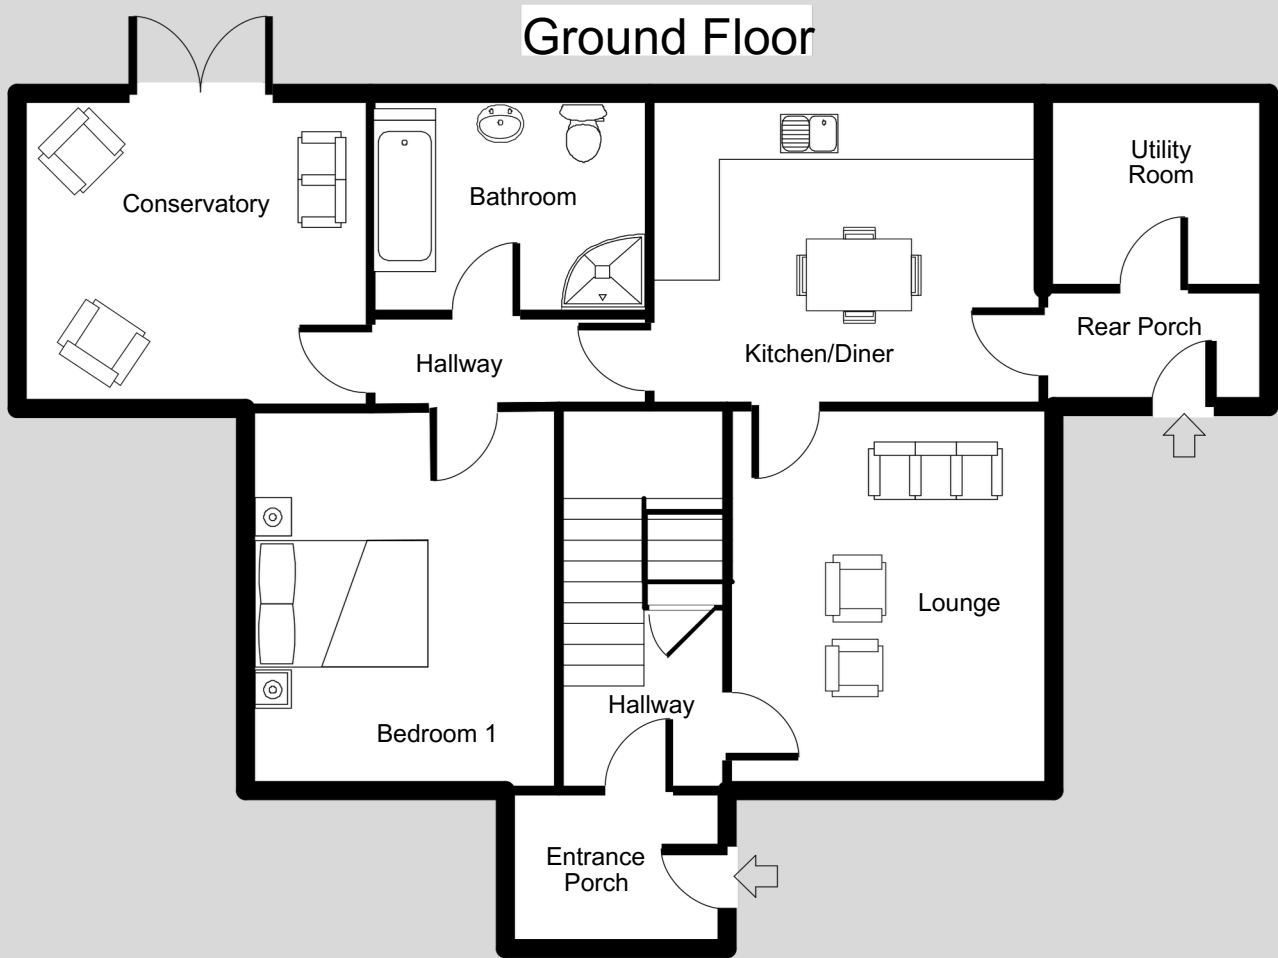 Ground Floor
Conservatory
Bathroom
Utility
Room
Hallway
Kitchen/Diner
Rear Porch
Bedroom 1
Hallway
Lounge
Entrance
Porch